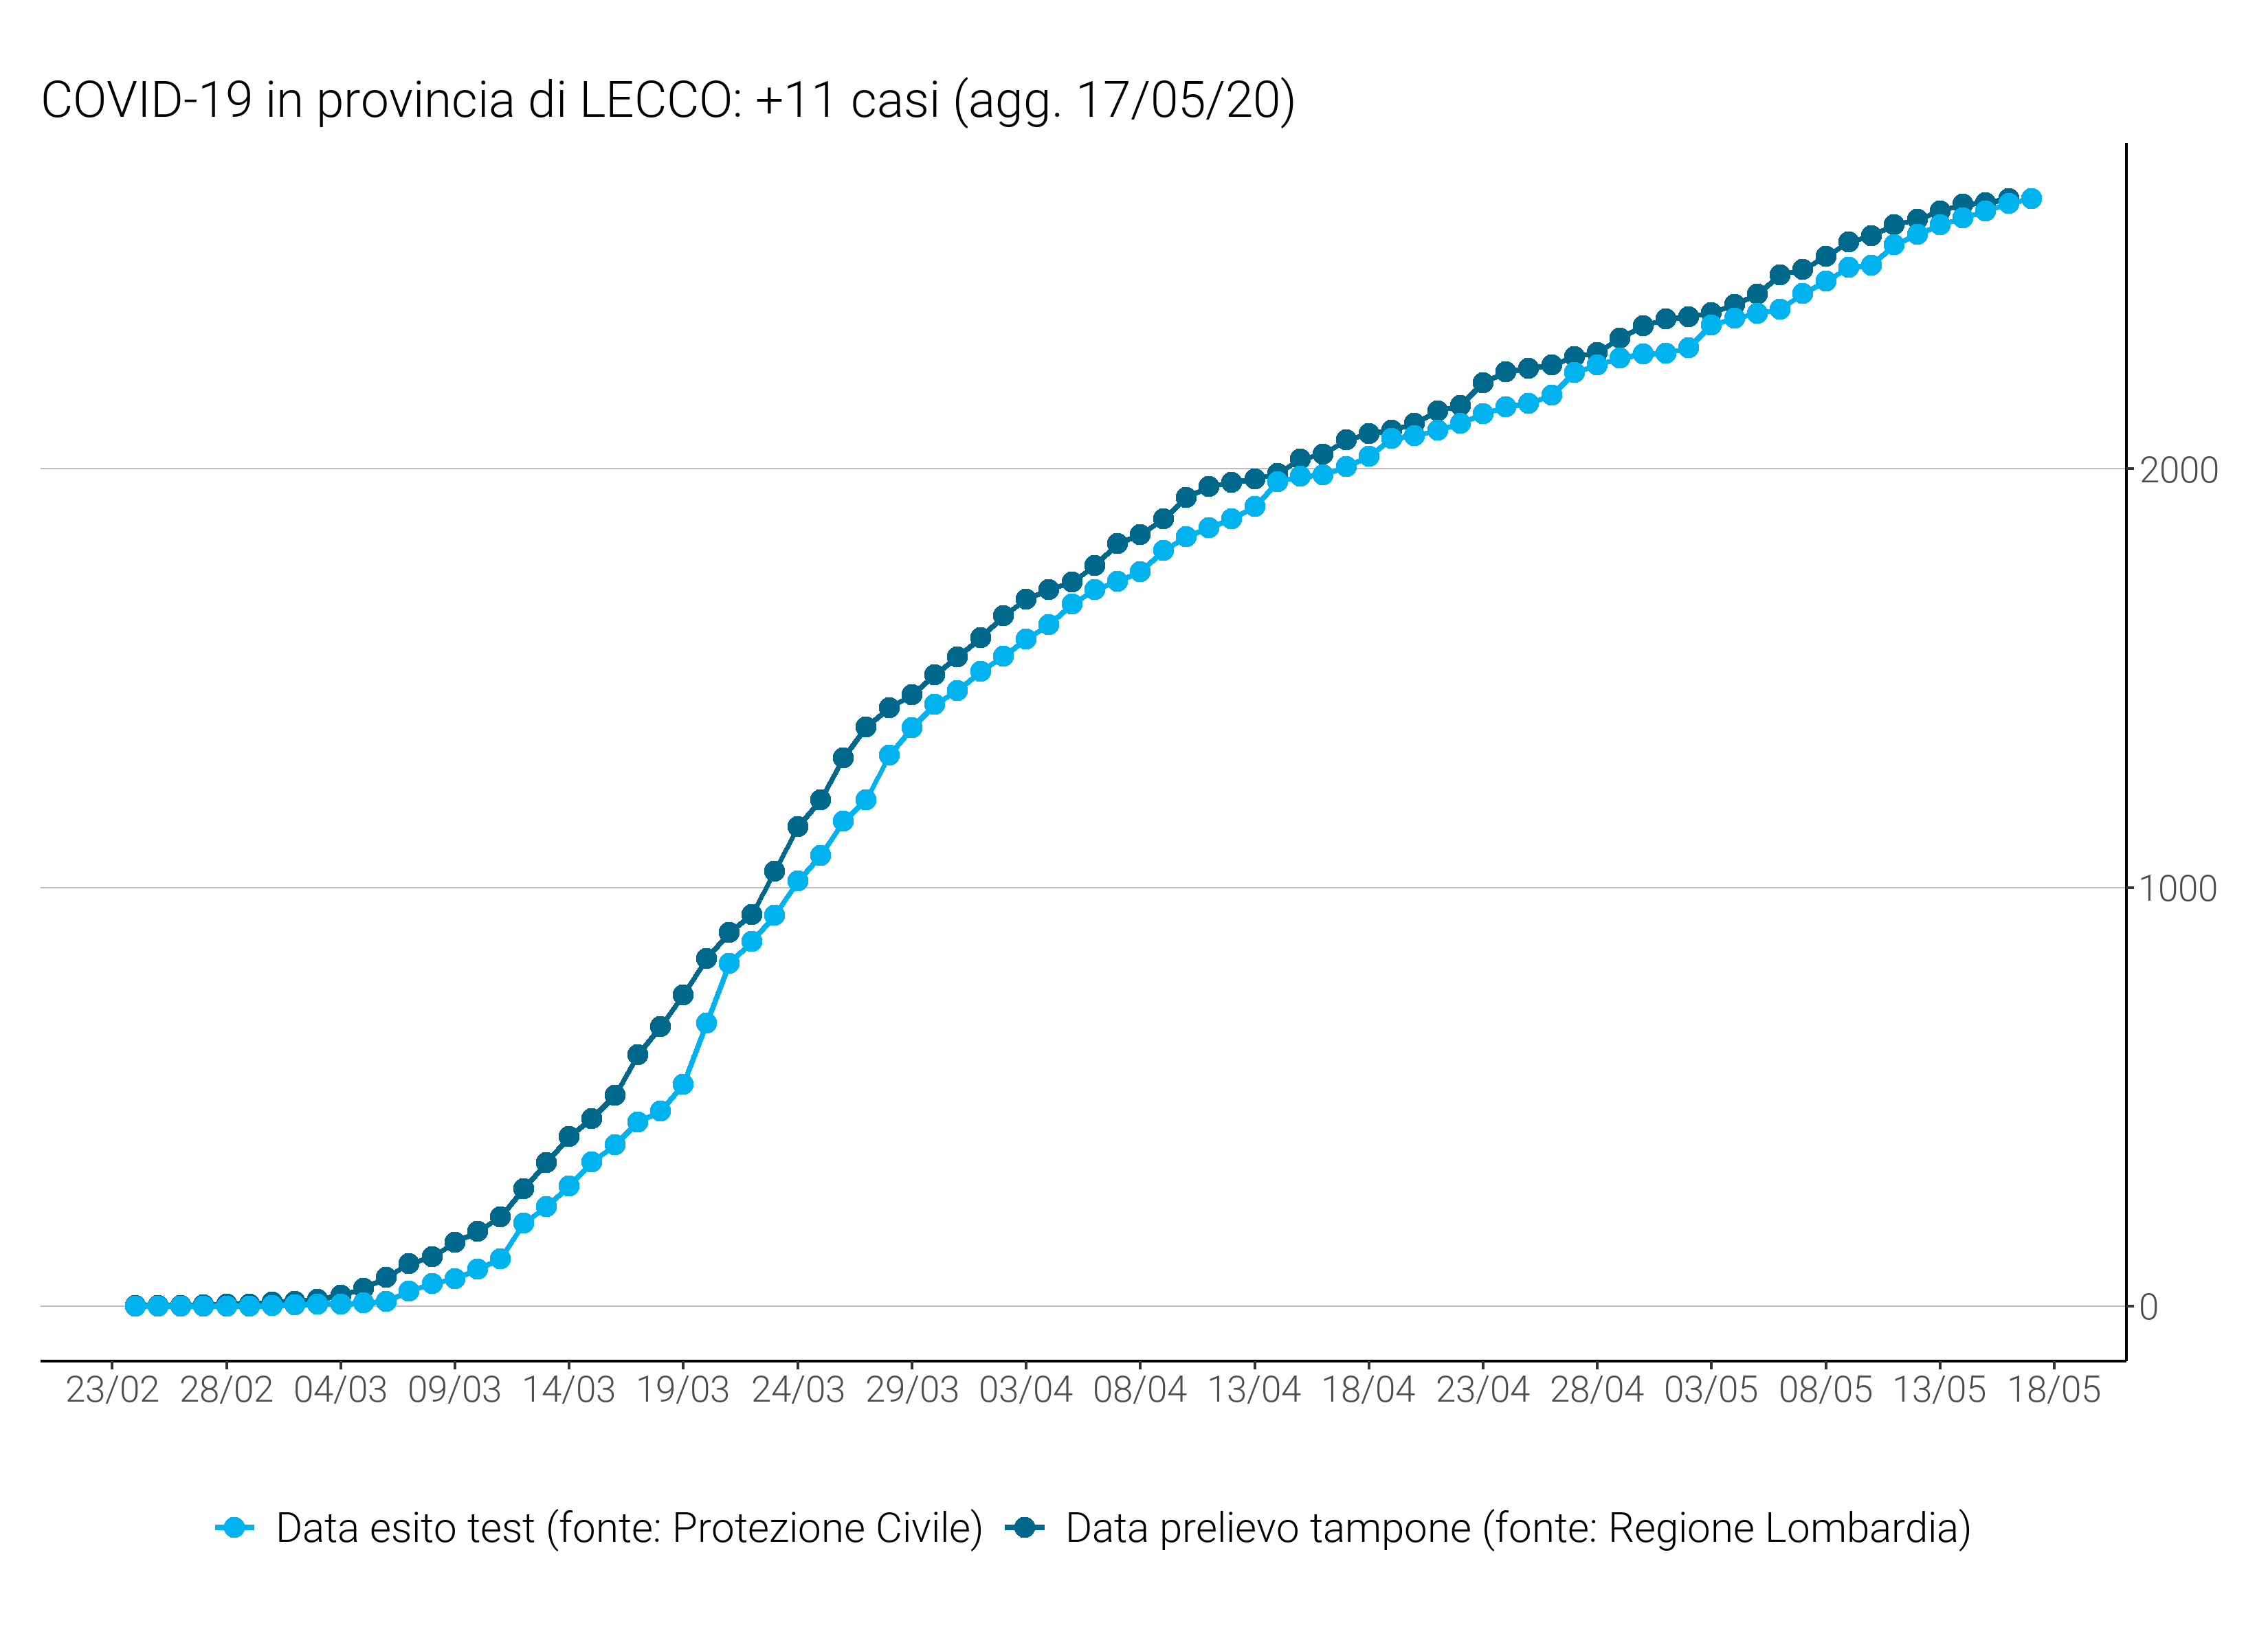 COVID-19 in provincia di LECCO: +11 casi (agg. 17/05/20)
2000
1000
0
23/02 28/02 04/03 09/03 14/03 19/03 24/03 29/03 03/04 08/04 13/04 18/04 23/04 28/04 03/05 08/05 13/05 18/05
Data esito test (fonte: Protezione Civile) Data prelievo tampone (fonte: Regione Lombardia)